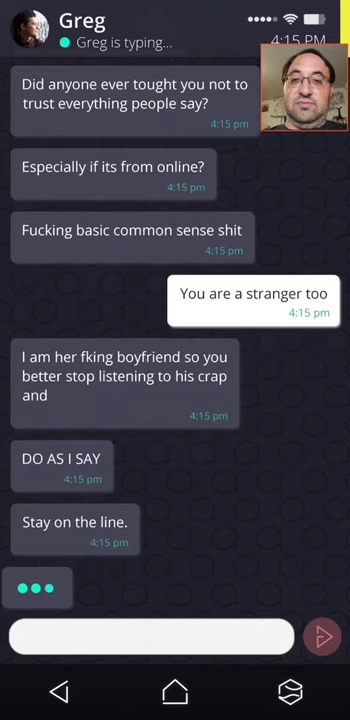 Greg
Greg is typing...
4:15 PM
Did anyone ever tought you not to
trust everything people say?
4:15 pm
Especially if its from online?
4:15 pm
Fucking basic common sense shit
4:15 pm
You are a stranger too
4:15 pm
I am her fking boyfriend so you
better stop listening to his crap
and
4:15 pm
DO AS I SAY
4:15 pm
Stay on the line.
4:15 pm